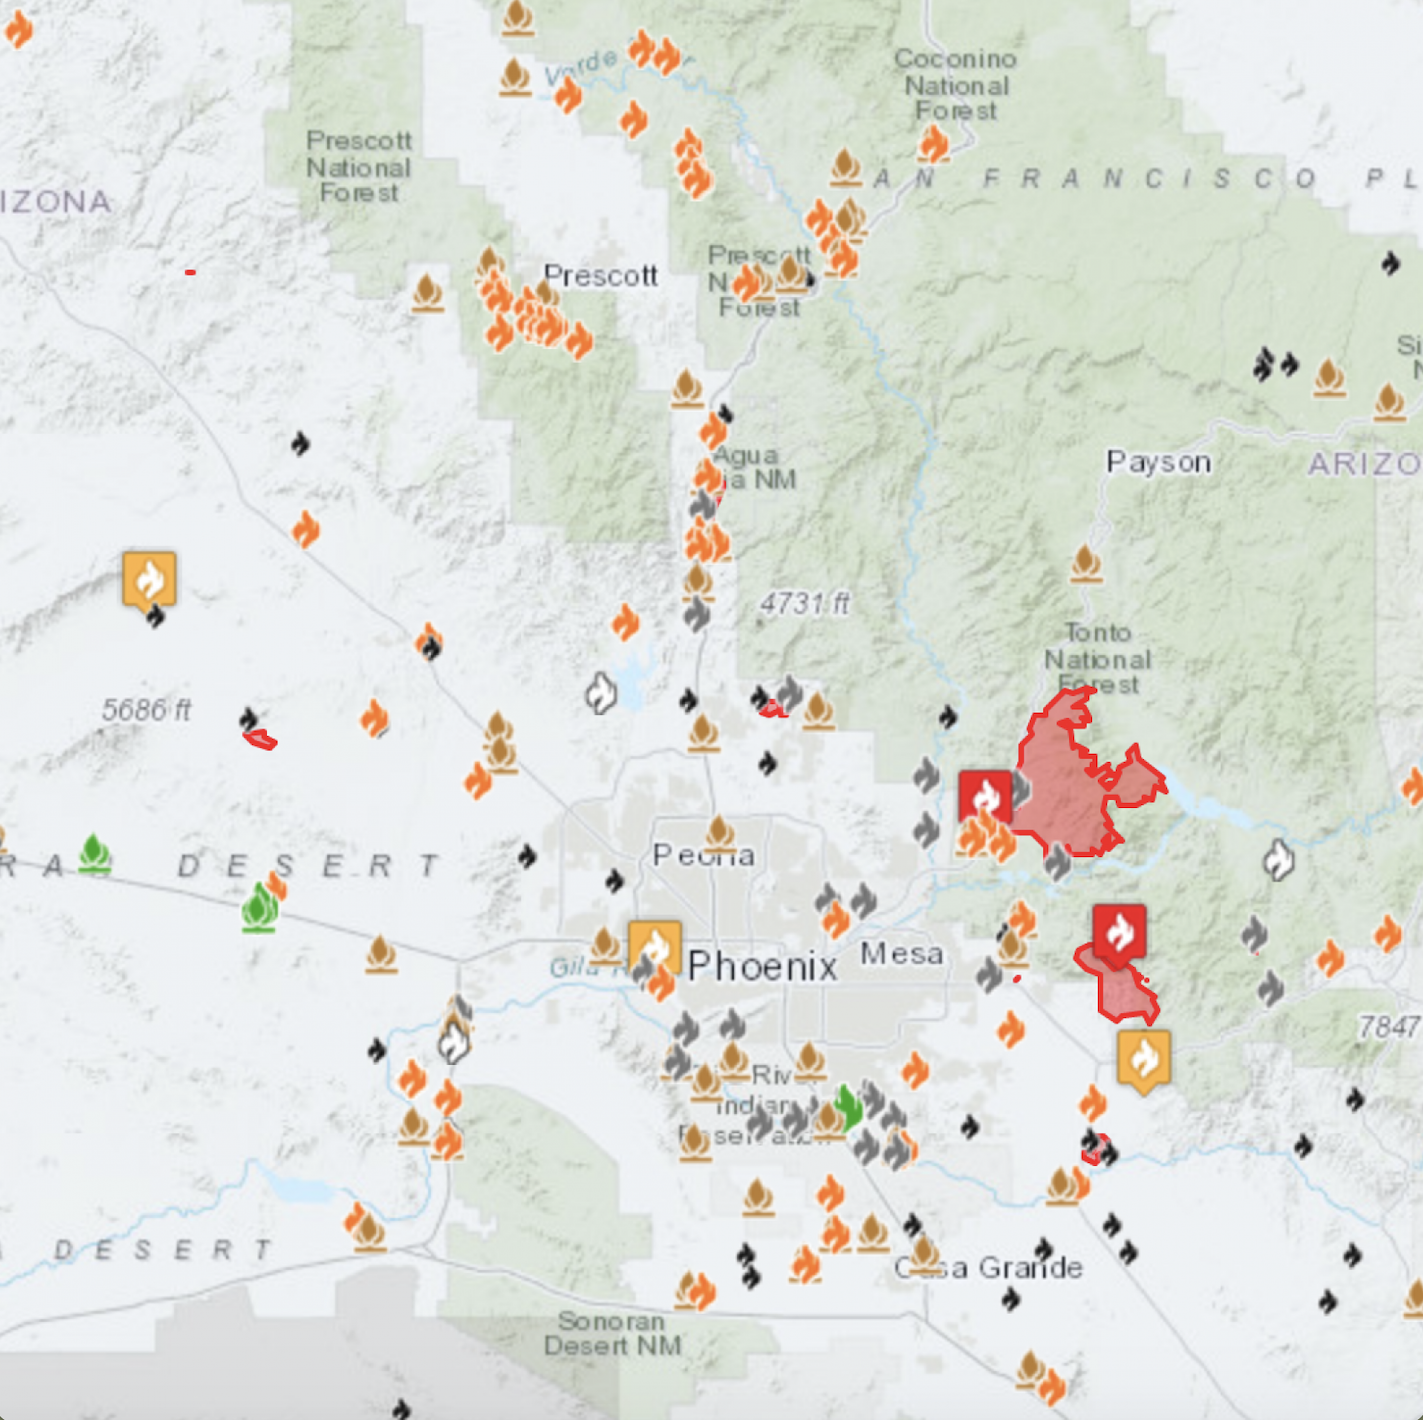 Coconino
National
Forest
Verde
Prescott
National
Forest
AN FRANCISCO PL
IZONA
Prescott
Prescott
Forest
Si
N
Agua
ia NM
Payson
ARIZO
4731 ft
Tonto
National
Forest
5686 ft
RA DESERT
Peoria
Gila
Phoenix
Mesa
7847
Riv
Indian
Reservation
A DESERT
Casa Grande
Sonoran
Desert NM